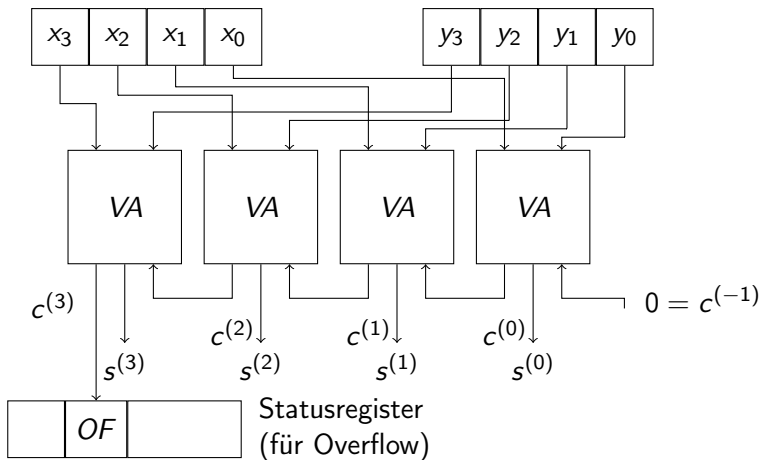 x₃ x₂ x₁ x₀ y₃ y₂ y₁ y₀
VA VA VA VA
c⁽³⁾ c⁽²⁾ c⁽¹⁾ c⁽⁰⁾ 0 = c⁽⁻¹⁾
s⁽³⁾ s⁽²⁾ s⁽¹⁾ s⁽⁰⁾
OF Statusregister
(für Overflow)